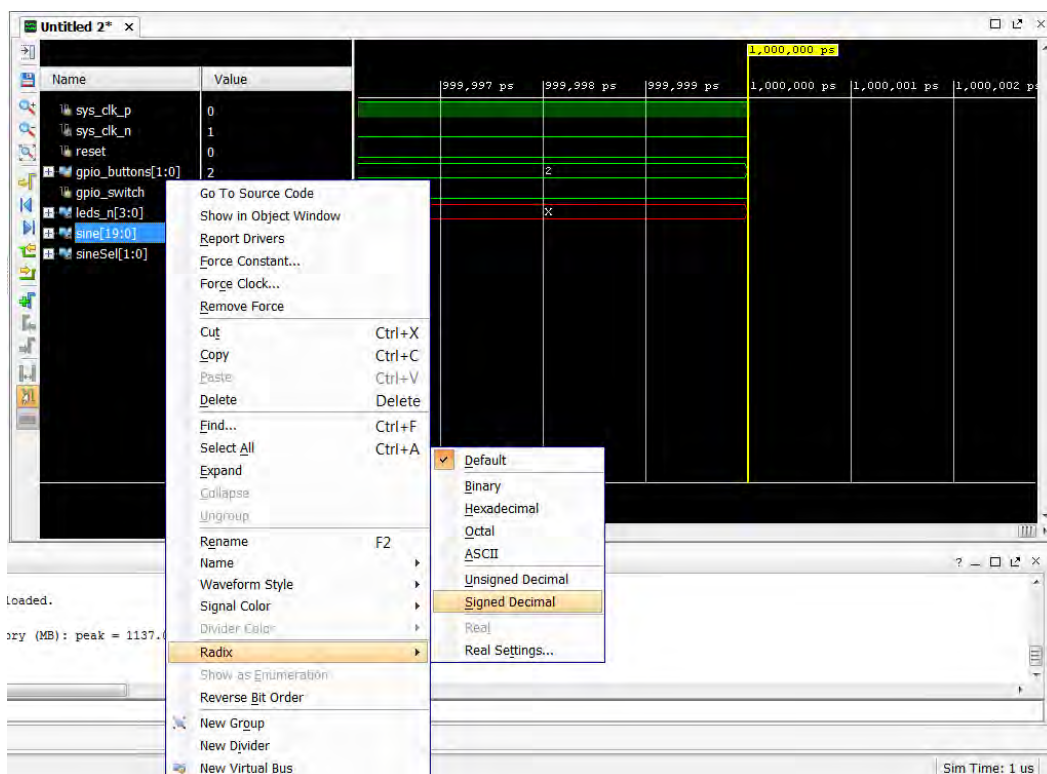 Untitled 2* ×
1,000,000 ps
Name Value
999,997 ps 999,998 ps 999,999 ps 1,000,000 ps 1,000,001 ps 1,000,002 ps
sys_clk_p 0
sys_clk_n 1
reset 0
gpio_buttons[1:0] 2 2
gpio_switch
leds_n[3:0] X
sine[19:0]
sineSel[1:0]
Go To Source Code
Show in Object Window
Report Drivers
Force Constant...
Force Clock...
Remove Force
Cut Ctrl+X
Copy Ctrl+C
Paste Ctrl+V
Delete Delete
Find... Ctrl+F
Select All Ctrl+A
Expand
Collapse
Ungroup
Rename F2
Name
Waveform Style
Signal Color
Divider Color
Radix
Show as Enumeration
Reverse Bit Order
New Group
New Divider
New Virtual Bus
Default
Binary
Hexadecimal
Octal
ASCII
Unsigned Decimal
Signed Decimal
Real
Real Settings...
loaded.
ory (MB): peak = 1137.
Sim Time: 1 us